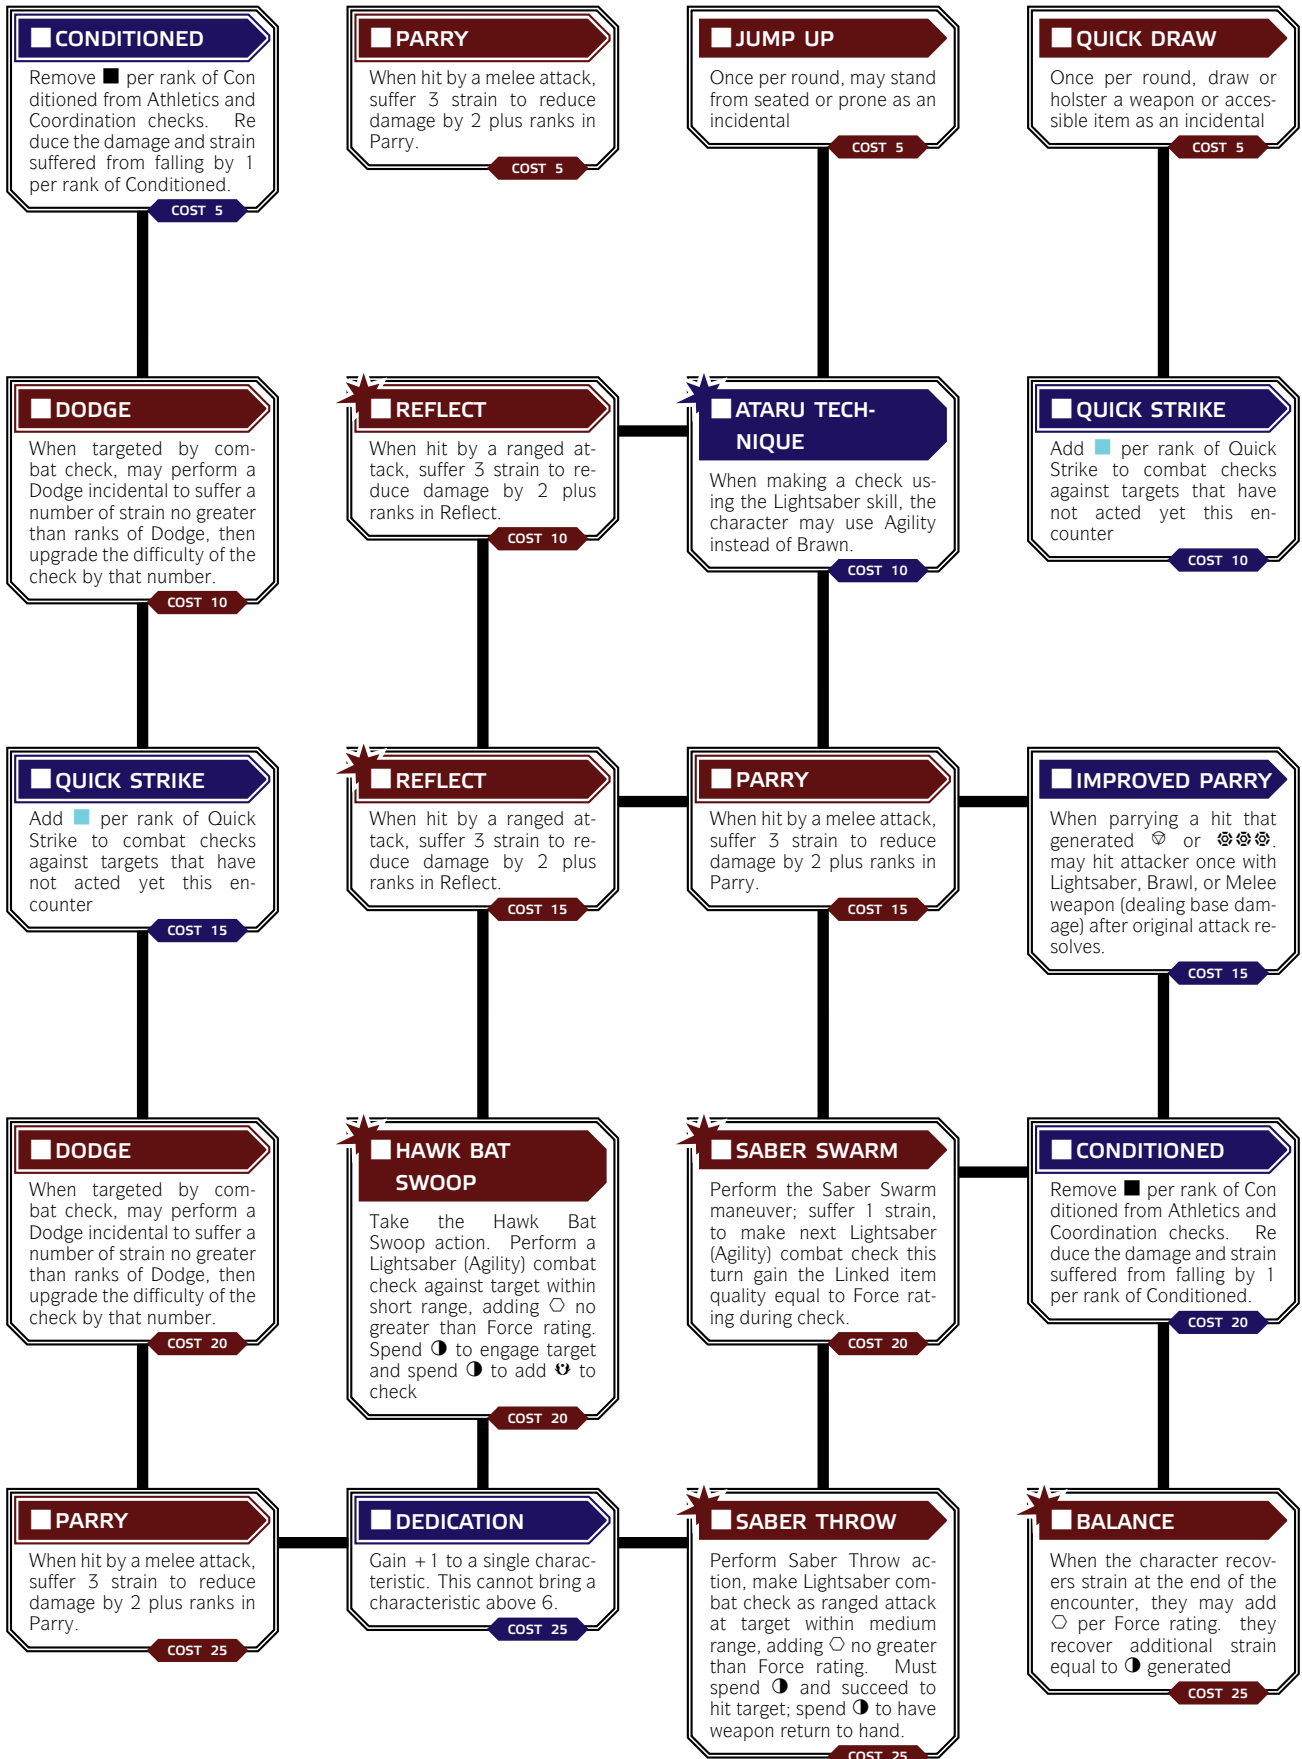 CONDITIONED
Remove per rank of Con
ditioned from Athletics and
Coordination checks. Re
duce the damage and strain
suffered from falling by 1
per rank of Conditioned.
COST 5
PARRY
When hit by a melee attack,
suffer 3 strain to reduce
damage by 2 plus ranks in
Parry.
COST 5
JUMP UP
Once per round, may stand
from seated or prone as an
incidental
COST 5
QUICK DRAW
Once per round, draw or
holster a weapon or acces-
sible item as an incidental
COST 5
DODGE
When targeted by com-
bat check, may perform a
Dodge incidental to suffer a
number of strain no greater
than ranks of Dodge, then
upgrade the difficulty of the
check by that number.
COST 10
REFLECT
When hit by a ranged at-
tack, suffer 3 strain to re-
duce damage by 2 plus
ranks in Reflect.
COST 10
ATARU TECH-
NIQUE
When making a check us-
ing the Lightsaber skill, the
character may use Agility
instead of Brawn.
COST 10
QUICK STRIKE
Add per rank of Quick
Strike to combat checks
against targets that have
not acted yet this en-
counter
COST 10
QUICK STRIKE
Add per rank of Quick
Strike to combat checks
against targets that have
not acted yet this en-
counter
COST 15
REFLECT
When hit by a ranged at-
tack, suffer 3 strain to re-
duce damage by 2 plus
ranks in Reflect.
COST 15
PARRY
When hit by a melee attack,
suffer 3 strain to reduce
damage by 2 plus ranks in
Parry.
COST 15
IMPROVED PARRY
When parrying a hit that
generated or .
may hit attacker once with
Lightsaber, Brawl, or Melee
weapon (dealing base dam-
age) after original attack re-
solves.
COST 15
DODGE
When targeted by com-
bat check, may perform a
Dodge incidental to suffer a
number of strain no greater
than ranks of Dodge, then
upgrade the difficulty of the
check by that number.
COST 20
HAWK BAT
SWOOP
Take the Hawk Bat
Swoop action. Perform a
Lightsaber (Agility) combat
check against target within
short range, adding no
greater than Force rating.
Spend to engage target
and spend to add to
check
COST 20
SABER SWARM
Perform the Saber Swarm
maneuver; suffer 1 strain,
to make next Lightsaber
(Agility) combat check this
turn gain the Linked item
quality equal to Force rat-
ing during check.
COST 20
CONDITIONED
Remove per rank of Con
ditioned from Athletics and
Coordination checks. Re
duce the damage and strain
suffered from falling by 1
per rank of Conditioned.
COST 20
PARRY
When hit by a melee attack,
suffer 3 strain to reduce
damage by 2 plus ranks in
Parry.
COST 25
DEDICATION
Gain +1 to a single charac-
teristic. This cannot bring a
characteristic above 6.
COST 25
SABER THROW
Perform Saber Throw ac-
tion, make Lightsaber com-
bat check as ranged attack
at target within medium
range, adding no greater
than Force rating. Must
spend and succeed to
hit target; spend to have
weapon return to hand.
COST 25
BALANCE
When the character recov-
ers strain at the end of the
encounter, they may add
per Force rating. they
recover additional strain
equal to generated
COST 25